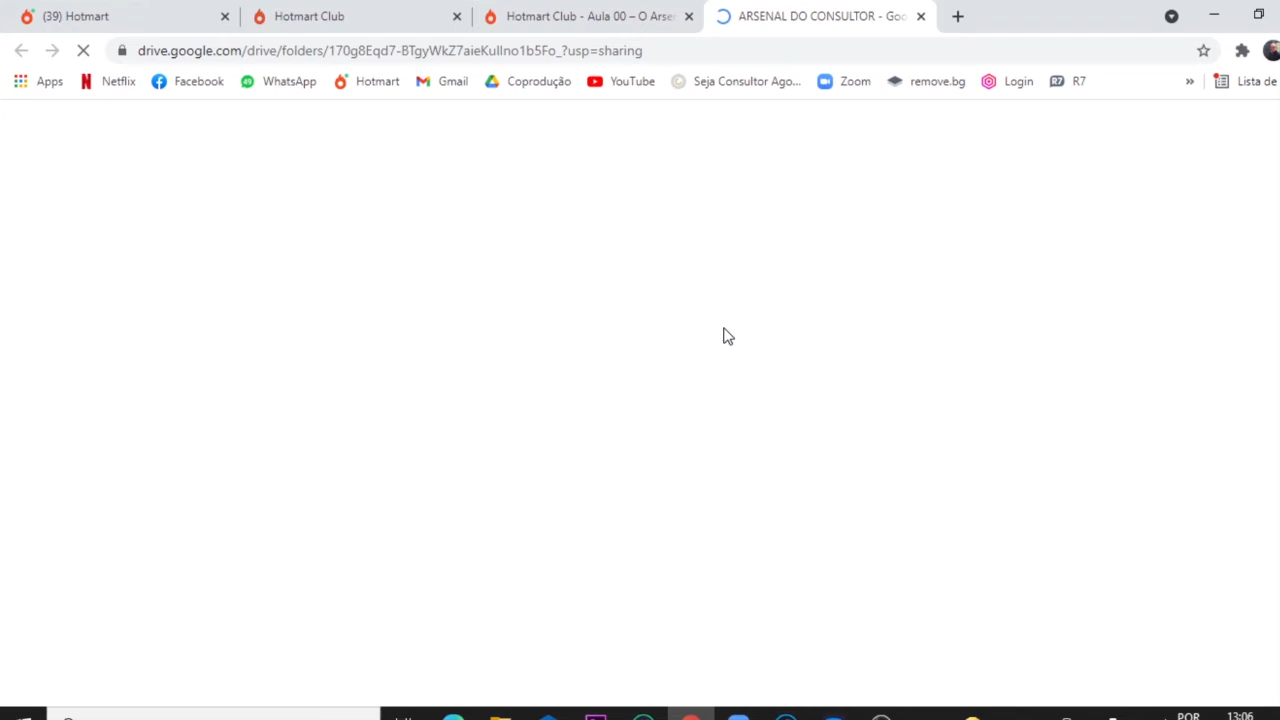 (39) Hotmart
Hotmart Club
Hotmart Club - Aula 00 – O Arse
ARSENAL DO CONSULTOR - Goo
drive.google.com/drive/folders/170g8Eqd7-BTgyWkZ7aieKullno1b5Fo_?usp=sharing
Apps
Netflix
Facebook
WhatsApp
Hotmart
Gmail
Coprodução
YouTube
Seja Consultor Ago...
Zoom
remove.bg
Login
R7
R7
»
Lista de
POR
13:06